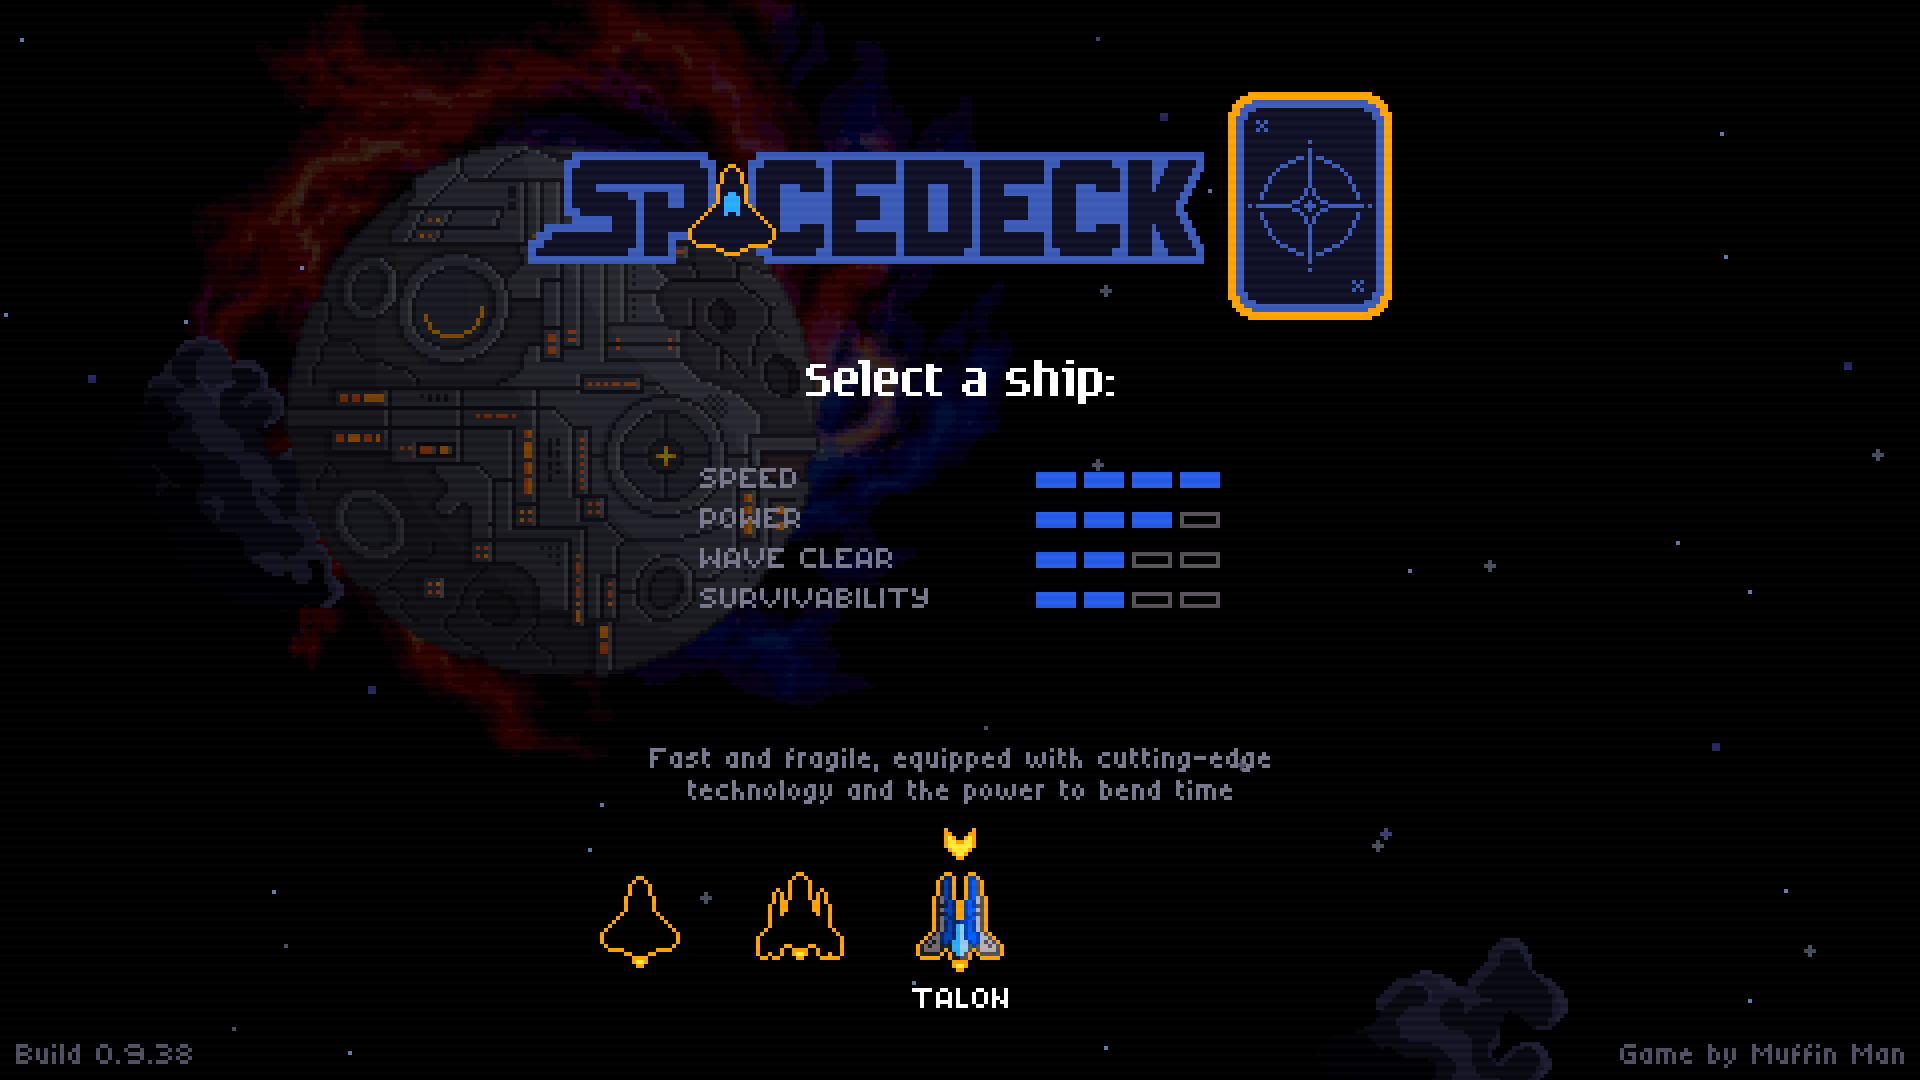 SPACEDECK
Select a ship:
SPEED
POWER
WAVE CLEAR
SURVIVABILITY
Fast and fragile, equipped with cutting-edge
technology and the power to bend time
TALON
Build 0.9.38
Game by Muffin Man